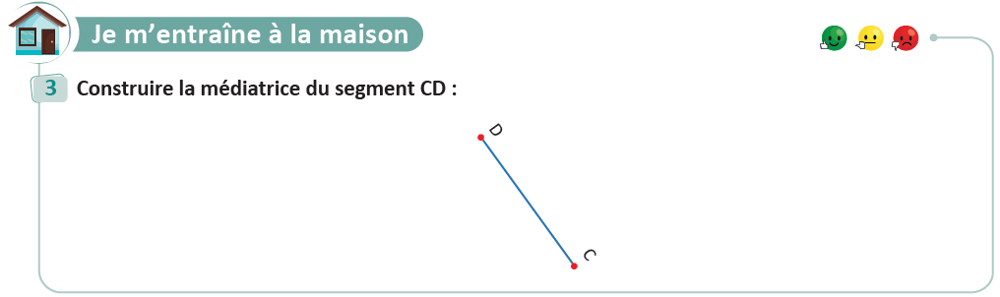 Je m'entraîne à la maison
3 Construire la médiatrice du segment CD :
D
C